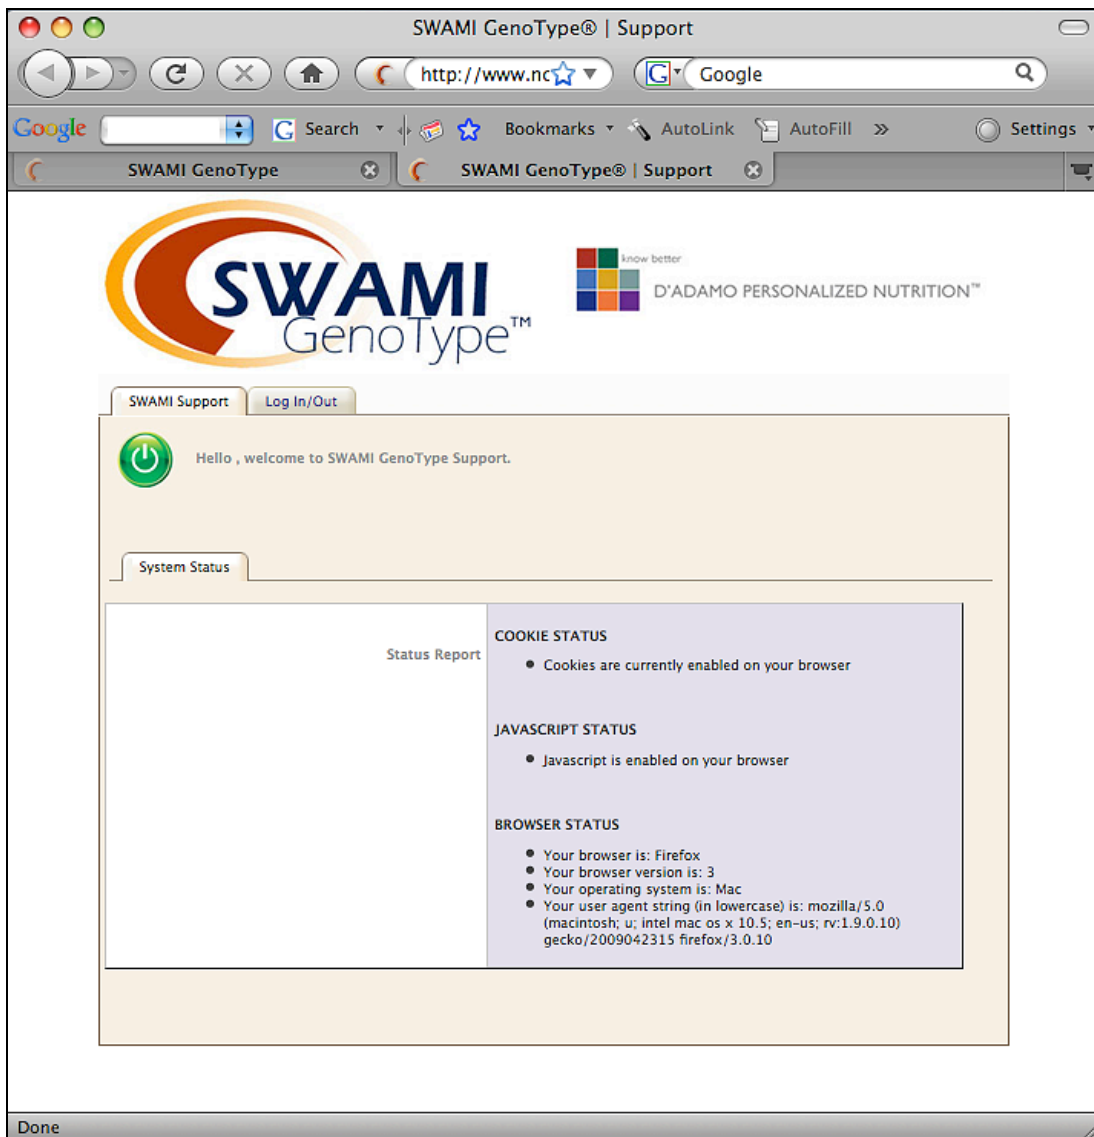 SWAMI GenoType® | Support
http://www.nc
G Google
Google
G Search
Bookmarks
AutoLink
AutoFill
»
Settings
SWAMI GenoType
SWAMI GenoType® | Support
SWAMI
GenoType™
know better
D'ADAMO PERSONALIZED NUTRITION™
SWAMI Support
Log In/Out
Hello , welcome to SWAMI GenoType Support.
System Status
Status Report
COOKIE STATUS
• Cookies are currently enabled on your browser
JAVASCRIPT STATUS
• Javascript is enabled on your browser
BROWSER STATUS
• Your browser is: Firefox
• Your browser version is: 3
• Your operating system is: Mac
• Your user agent string (in lowercase) is: mozilla/5.0
(macintosh; u; intel mac os x 10.5; en-us; rv:1.9.0.10)
gecko/2009042315 firefox/3.0.10
Done